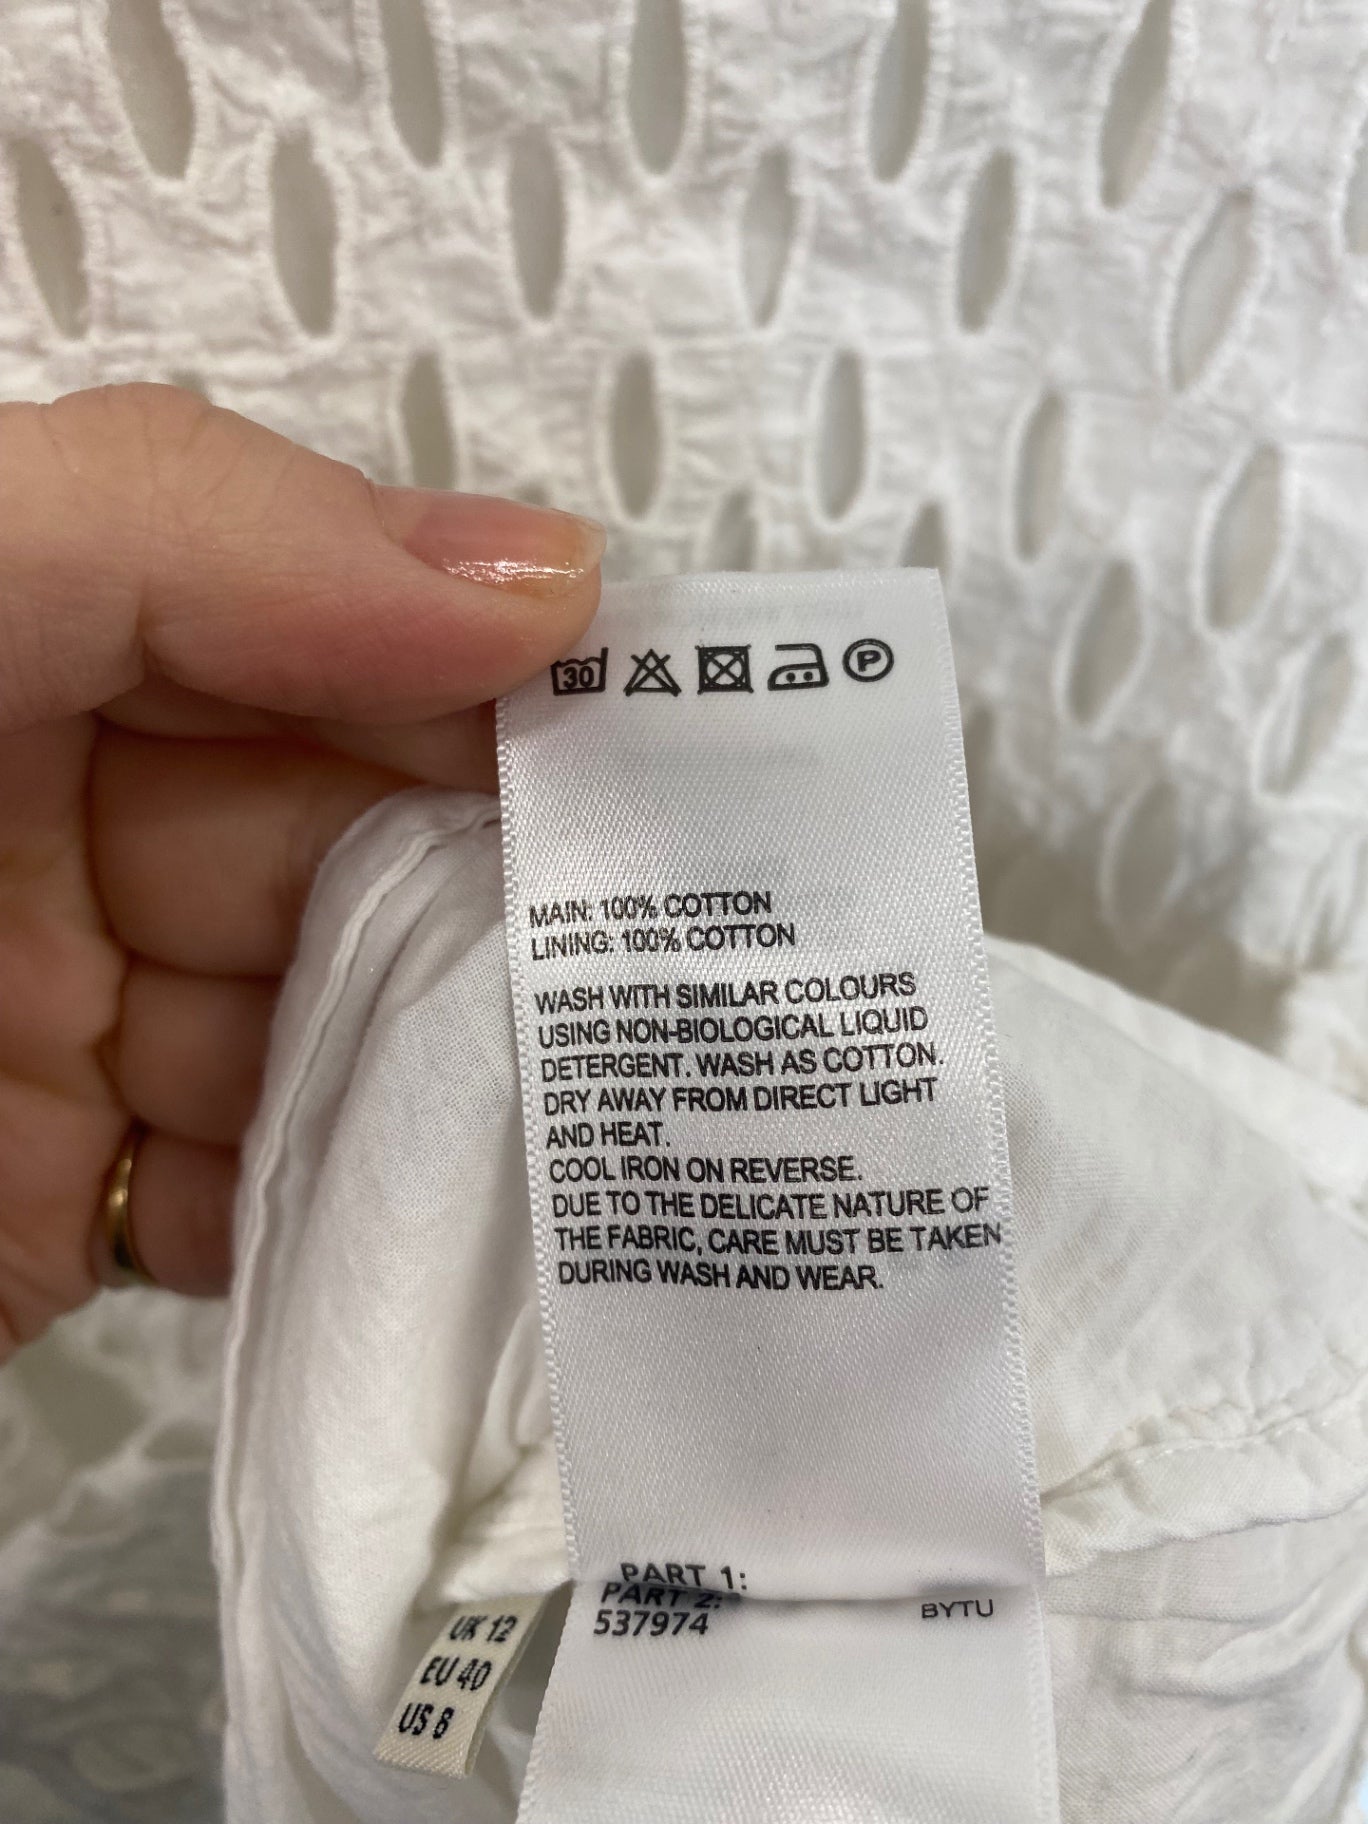 30
P
MAIN: 100% COTTON
LINING: 100% COTTON
WASH WITH SIMILAR COLOURS
USING NON-BIOLOGICAL LIQUID
DETERGENT. WASH AS COTTON.
DRY AWAY FROM DIRECT LIGHT
AND HEAT.
COOL IRON ON REVERSE.
DUE TO THE DELICATE NATURE OF
THE FABRIC, CARE MUST BE TAKEN
DURING WASH AND WEAR.
PART 1:
PART 2:
537974
BYTU
UK 12
EU 40
US 8